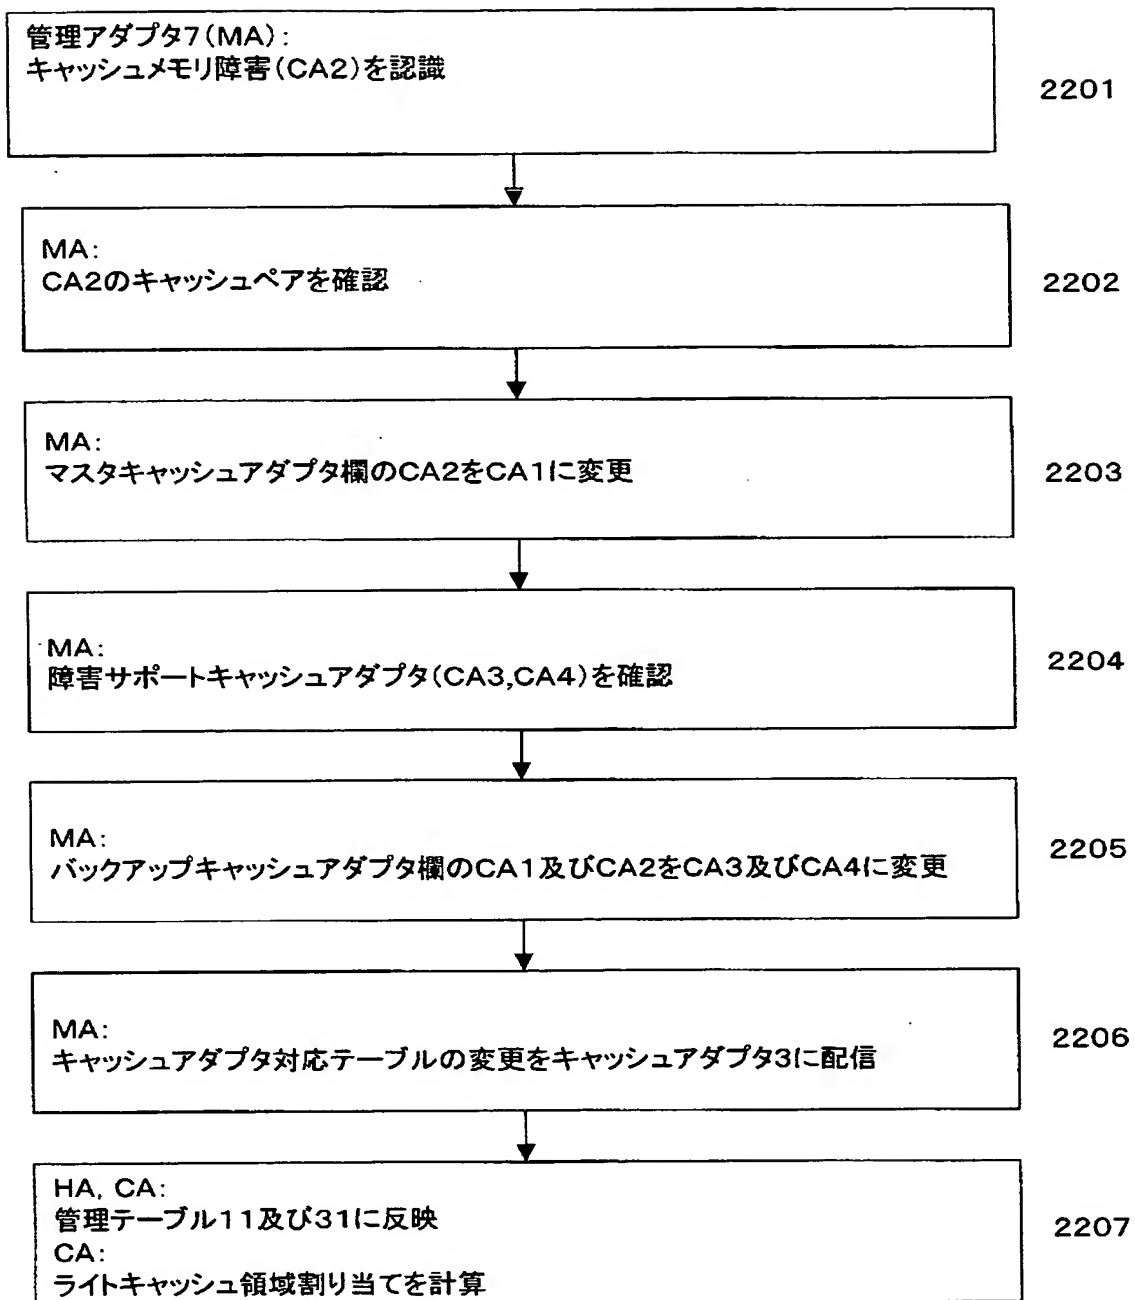 管理アダプタ7(MA):
キャッシュメモリ障害(CA2)を認識
2201
MA:
CA2のキャッシュペアを確認
2202
MA:
マスタキャッシュアダプタ欄のCA2をCA1に変更
2203
MA:
障害サポートキャッシュアダプタ(CA3,CA4)を確認
2204
MA:
バックアップキャッシュアダプタ欄のCA1及びCA2をCA3及びCA4に変更
2205
MA:
キャッシュアダプタ対応テーブルの変更をキャッシュアダプタ3に配信
2206
HA, CA:
管理テーブル11及び31に反映
CA:
ライトキャッシュ領域割り当てを計算
2207